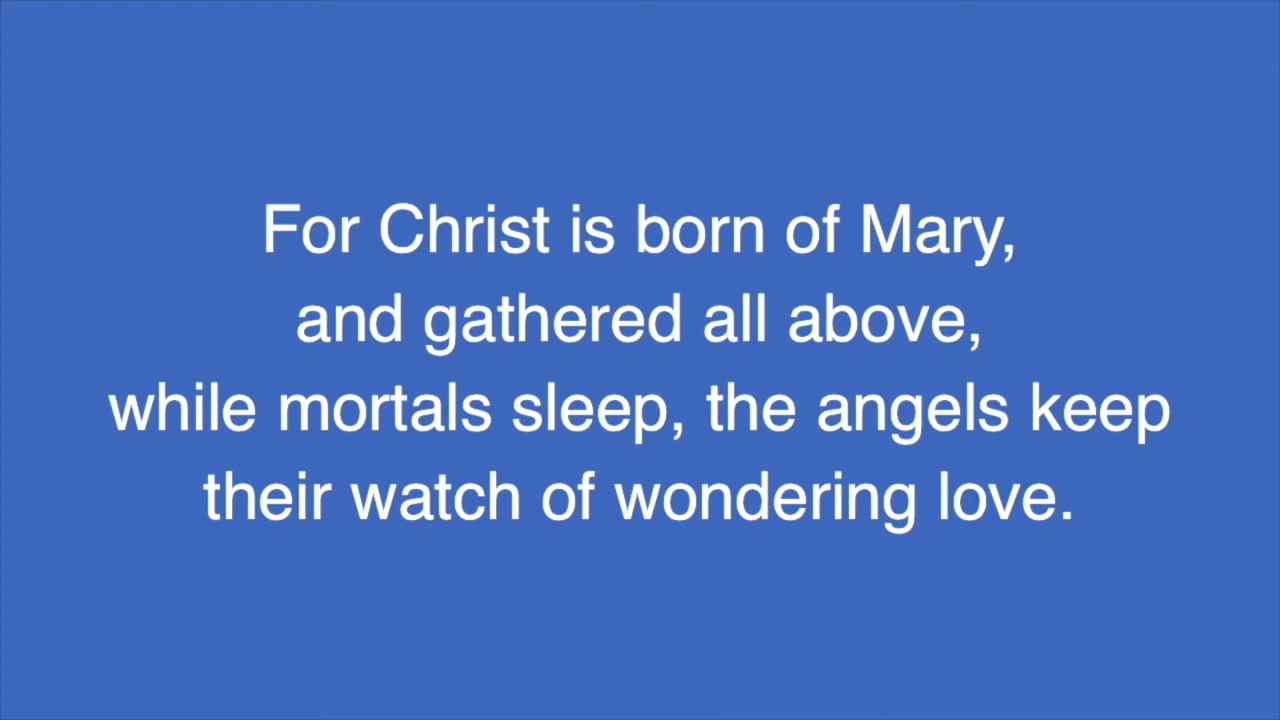 For Christ is born of Mary,
and gathered all above,
while mortals sleep, the angels keep
their watch of wondering love.